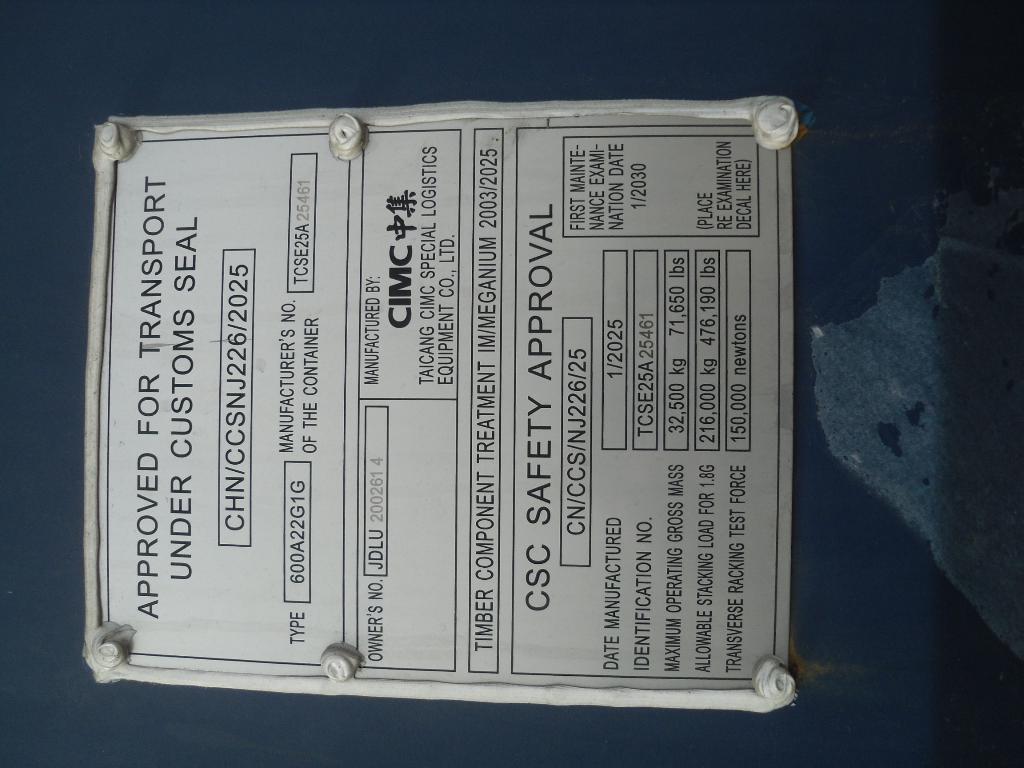 APPROVED FOR TRANSPORT
UNDER CUSTOMS SEAL
CHN/CCSNJ2226/2025
TYPE 600A22G1G MANUFACTURER'S NO. OF THE CONTAINER TCSE25A 25461
OWNER'S NO. JDLU 200261 4
MANUFACTURED BY:
CIMC 中集
TAICANG CIMC SPECIAL LOGISTICS
EQUIPMENT CO., LTD.
TIMBER COMPONENT TREATMENT IM/MEGANIUM 2003/2025
CSC SAFETY APPROVAL
CN/CCS/NJ226/25
DATE MANUFACTURED 1/2025
IDENTIFICATION NO. TCSE25A 25461
MAXIMUM OPERATING GROSS MASS 32,500 kg 71,650 lbs
ALLOWABLE STACKING LOAD FOR 1.8G 216,000 kg 476,190 lbs
TRANSVERSE RACKING TEST FORCE 150,000 newtons
FIRST MAINTE-
NANCE EXAMI-
NATION DATE
1/2030
(PLACE
RE EXAMINATION
DECAL HERE)